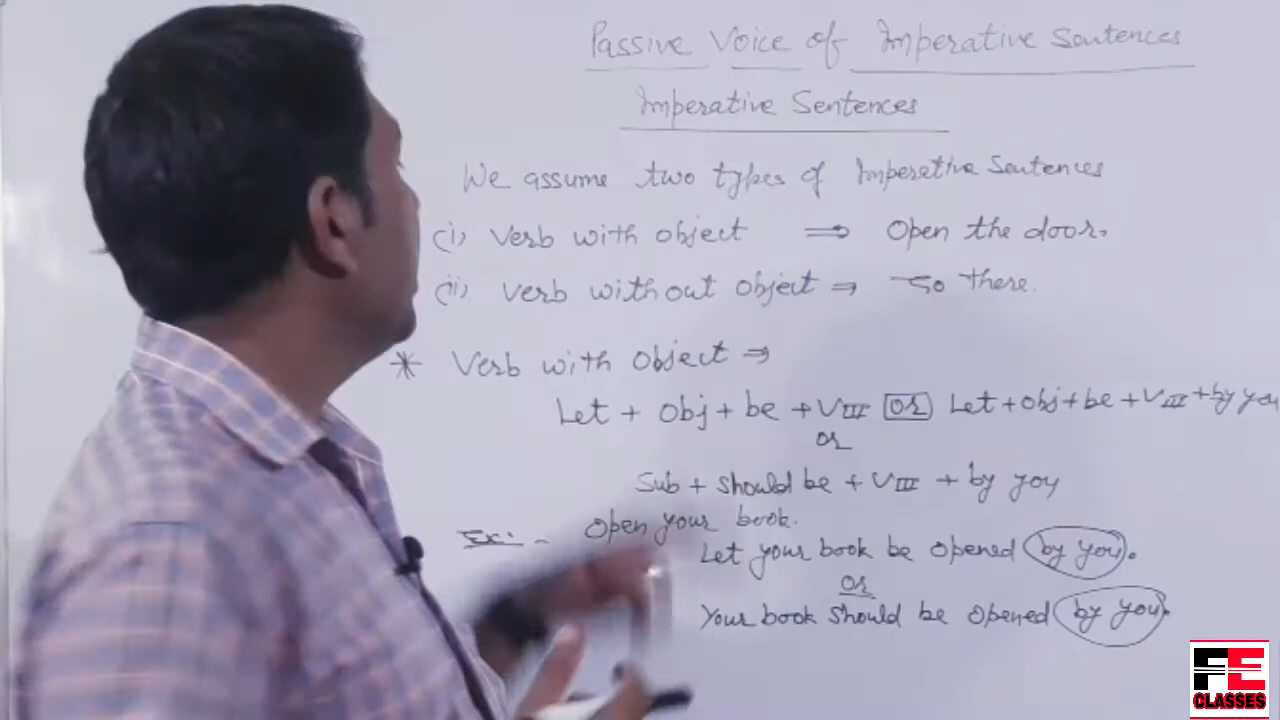 Passive Voice of Imperative Sentences
Imperative Sentences
We assume two types of Imperetive Sentences
(i) Verb with object ⇒ Open the door.
(ii) Verb without object ⇒ Go there.
* Verb with Object ⇒
Let + Obj + be + VIII or Let + obj + be + VIII + by you
or
Sub + should be + VIII + by you
Ex: - Open your book.
Let your book be opened by you.
or
Your book should be opened by you.
FE
CLASSES